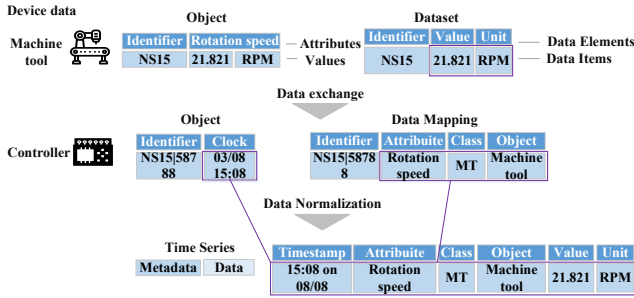 Device data
Object
Dataset
Machine tool
Identifier Rotation speed
NS15 21.821 RPM
Attributes
Values
Identifier Value Unit
NS15 21.821 RPM
Data Elements
Data Items
Data exchange
Object
Data Mapping
Controller
Identifier Clock
NS15|587 03/08
88 15:08
Identifier Attribuite Class Object
NS15|5878 Rotation MT Machine
8 speed tool
Data Normalization
Time Series
Metadata Data
Timestamp Attribuite Class Object Value Unit
15:08 on Rotation MT Machine 21.821 RPM
08/08 speed tool